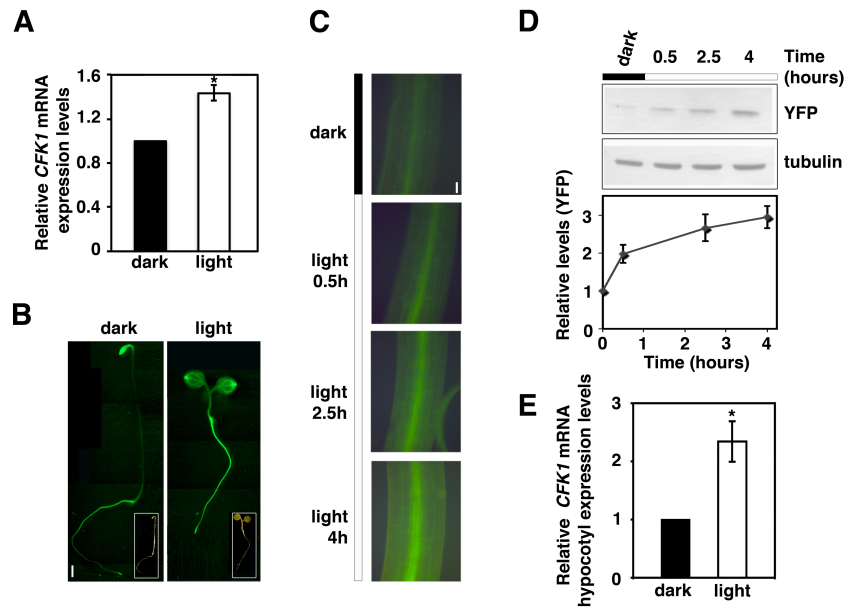 A
Relative CFK1 mRNA
expression levels
1.6
1.2
0.8
0.4
0
*
dark
light
B
dark
light
C
dark
light
0.5h
light
2.5h
light
4h
D
dark
0.5
2.5
4
Time
(hours)
YFP
tubulin
Relative levels (YFP)
3
2
1
0
0
1
2
3
4
Time (hours)
E
Relative CFK1 mRNA
hypocotyl expression levels
3
2
1
0
*
dark
light